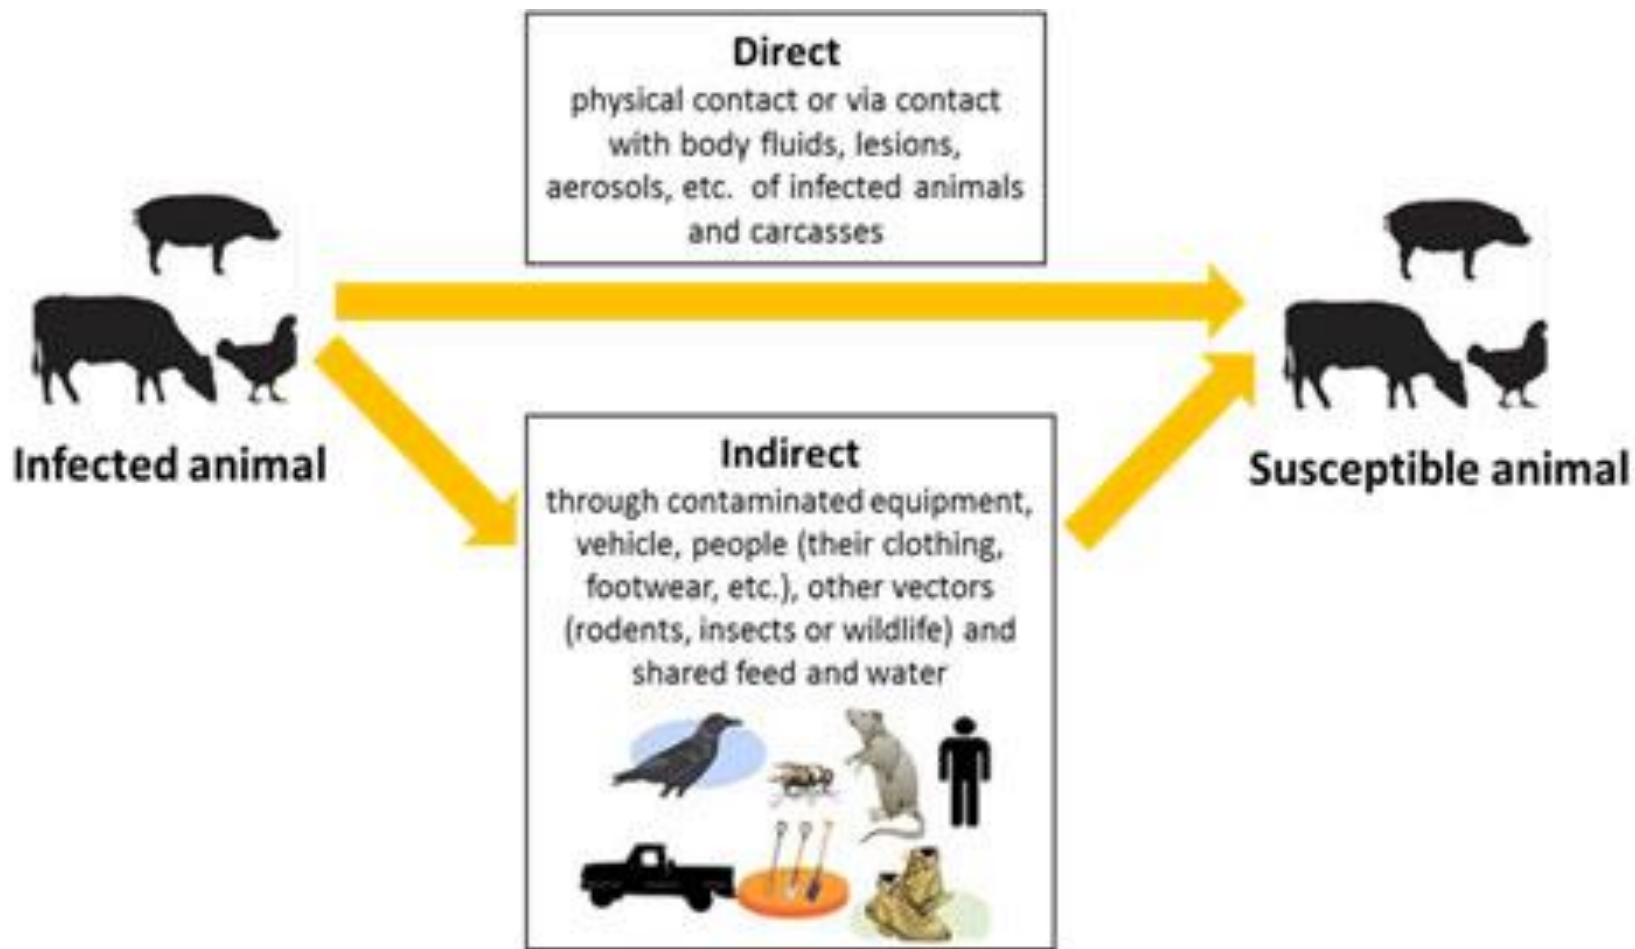 Direct
physical contact or via contact
with body fluids, lesions,
aerosols, etc. of infected animals
and carcasses
Infected animal
Susceptible animal
Indirect
through contaminated equipment,
vehicle, people (their clothing,
footwear, etc.), other vectors
(rodents, insects or wildlife) and
shared feed and water